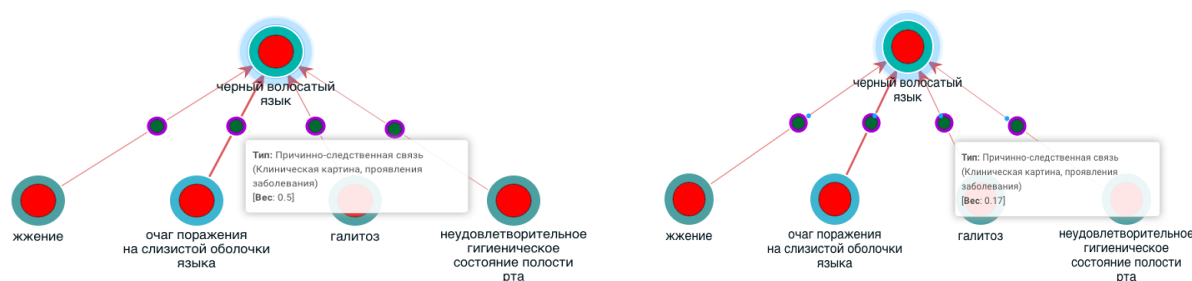 черный волосатый
язык
Тип: Причинно-следственная связь
(Клиническая картина, проявления
заболевания)
[Вес: 0.5]
жжение
очаг поражения
на слизистой оболочки
языка
галитоз
неудовлетворительное
гигиеническое
состояние полости
рта
черный волосатый
язык
Тип: Причинно-следственная связь
(Клиническая картина, проявления
заболевания)
[Вес: 0.17]
жжение
очаг поражения
на слизистой оболочки
языка
галитоз
неудовлетворительное
гигиеническое
состояние полости
рта